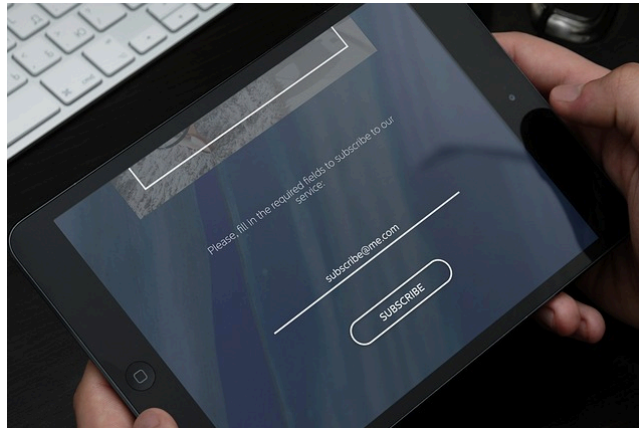 Please, fill in the required fields to subscribe to our
service:
subscribe@me.com
SUBSCRIBE